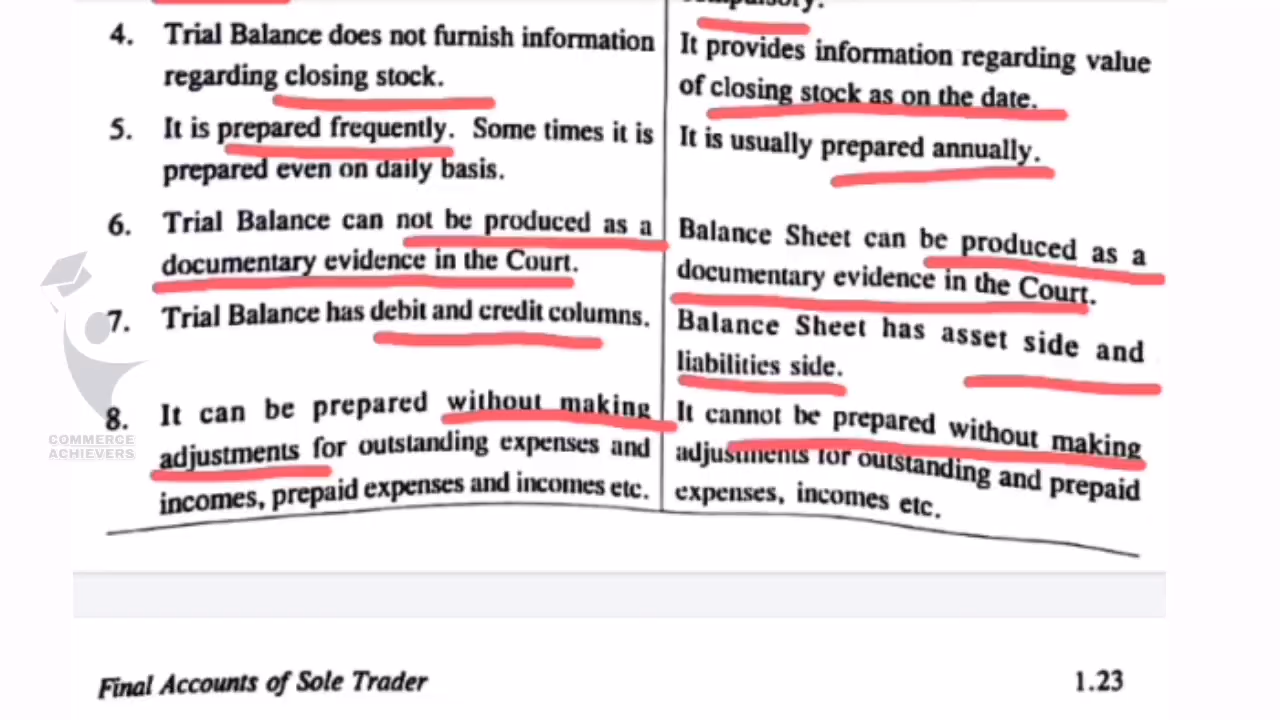 compulsory.
4. Trial Balance does not furnish information
regarding closing stock.
It provides information regarding value
of closing stock as on the date.
5. It is prepared frequently. Some times it is
prepared even on daily basis.
It is usually prepared annually.
6. Trial Balance can not be produced as a
documentary evidence in the Court.
Balance Sheet can be produced as a
documentary evidence in the Court.
7. Trial Balance has debit and credit columns.
Balance Sheet has asset side and
liabilities side.
8. It can be prepared without making
adjustments for outstanding expenses and
incomes, prepaid expenses and incomes etc.
It cannot be prepared without making
adjustments for outstanding and prepaid
expenses, incomes etc.
COMMERCE
ACHIEVERS
Final Accounts of Sole Trader
1.23